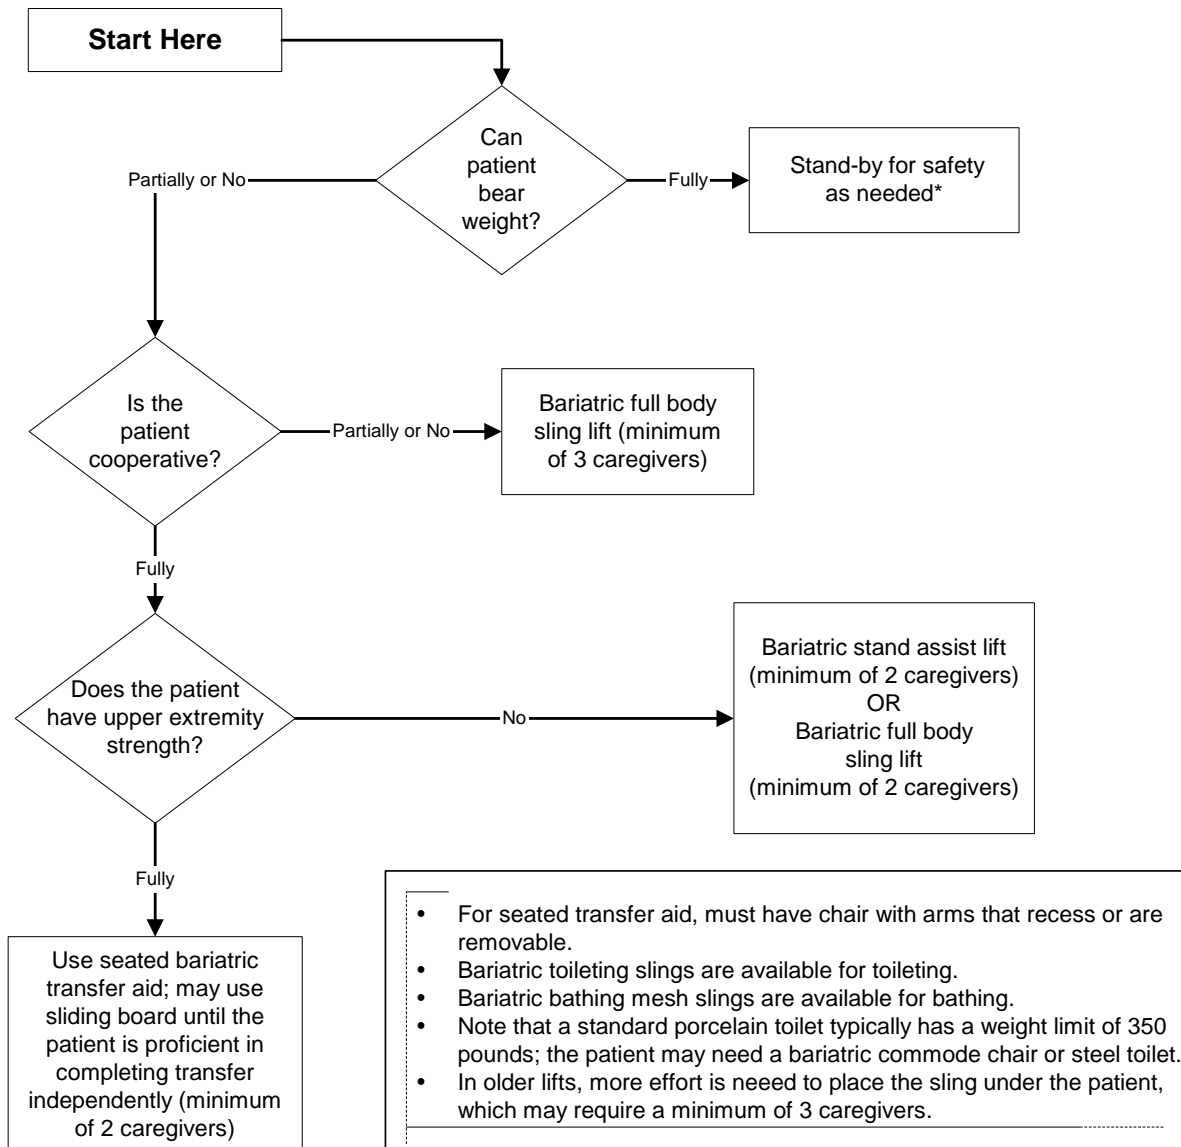 Start Here
Can
patient
bear
weight?
Partially or No
Fully
Stand-by for safety
as needed*
Is the
patient
cooperative?
Partially or No
Bariatric full body
sling lift (minimum
of 3 caregivers)
Fully
Does the patient
have upper extremity
strength?
No
Bariatric stand assist lift
(minimum of 2 caregivers)
OR
Bariatric full body
sling lift
(minimum of 2 caregivers)
Fully
Use seated bariatric
transfer aid; may use
sliding board until the
patient is proficient in
completing transfer
independently (minimum
of 2 caregivers)
• For seated transfer aid, must have chair with arms that recess or are
removable.
• Bariatric toileting slings are available for toileting.
• Bariatric bathing mesh slings are available for bathing.
• Note that a standard porcelain toilet typically has a weight limit of 350
pounds; the patient may need a bariatric commode chair or steel toilet.
• In older lifts, more effort is neeed to place the sling under the patient,
which may require a minimum of 3 caregivers.